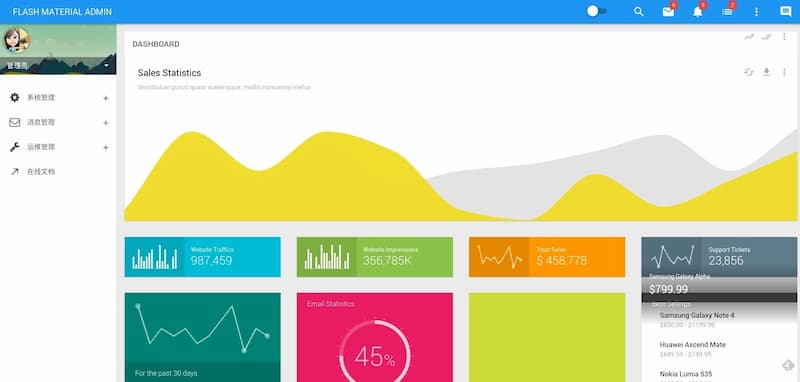 FLASH MATERIAL ADMIN
6
9
2
管理员
系统管理
消息管理
运维管理
在线文档
DASHBOARD
Sales Statistics
Vestibulum purus quam scelerisque, mollis nonummy metus
Website Traffics
987,459
Website Impressions
356,785K
Total Sales
$ 458,778
Support Tickets
23,856
For the past 30 days
Email Statistics
45%
Samsung Galaxy Alpha
$799.99
Best Sellings
Samsung Galaxy Note 4
$850.00 - $1199.99
Huawei Ascend Mate
$649.59 - $749.99
Nokia Lumia 535